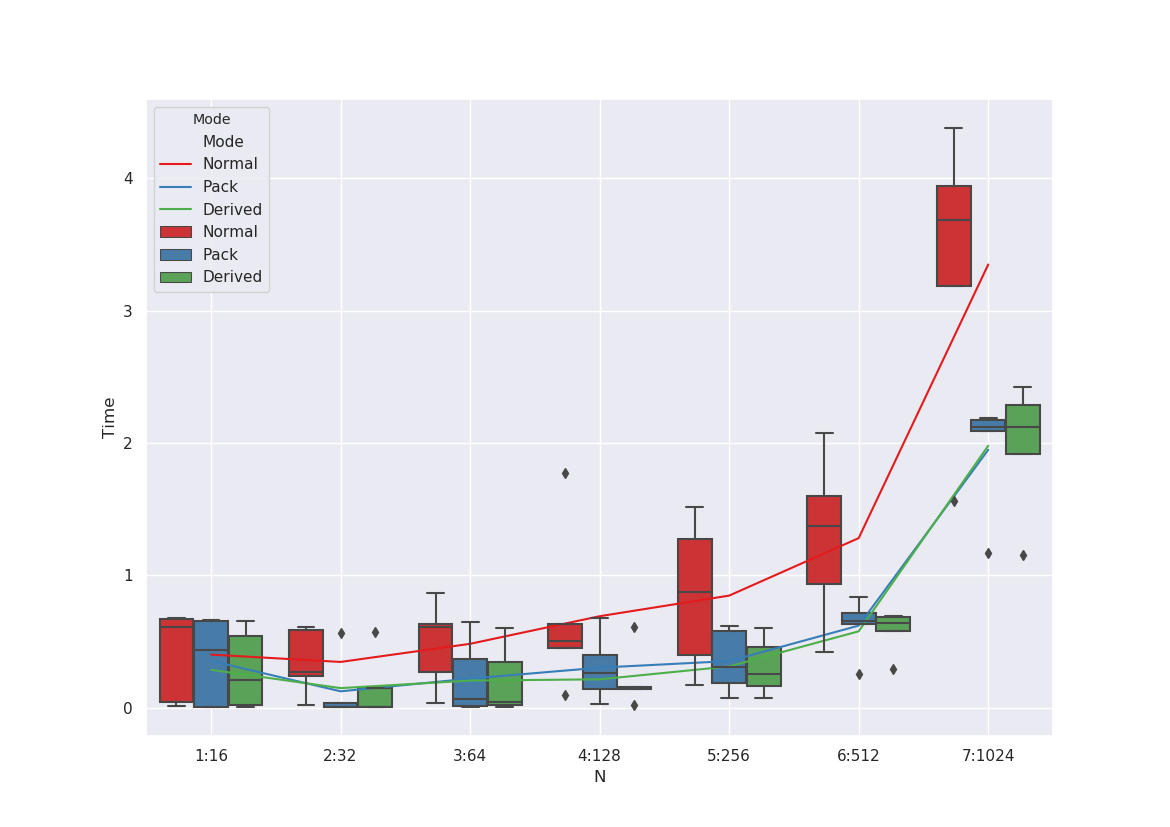 Mode
Mode
Normal
Pack
Derived
Normal
Pack
Derived
4
3
2
1
0
Time
1:16 2:32 3:64 4:128 5:256 6:512 7:1024
N